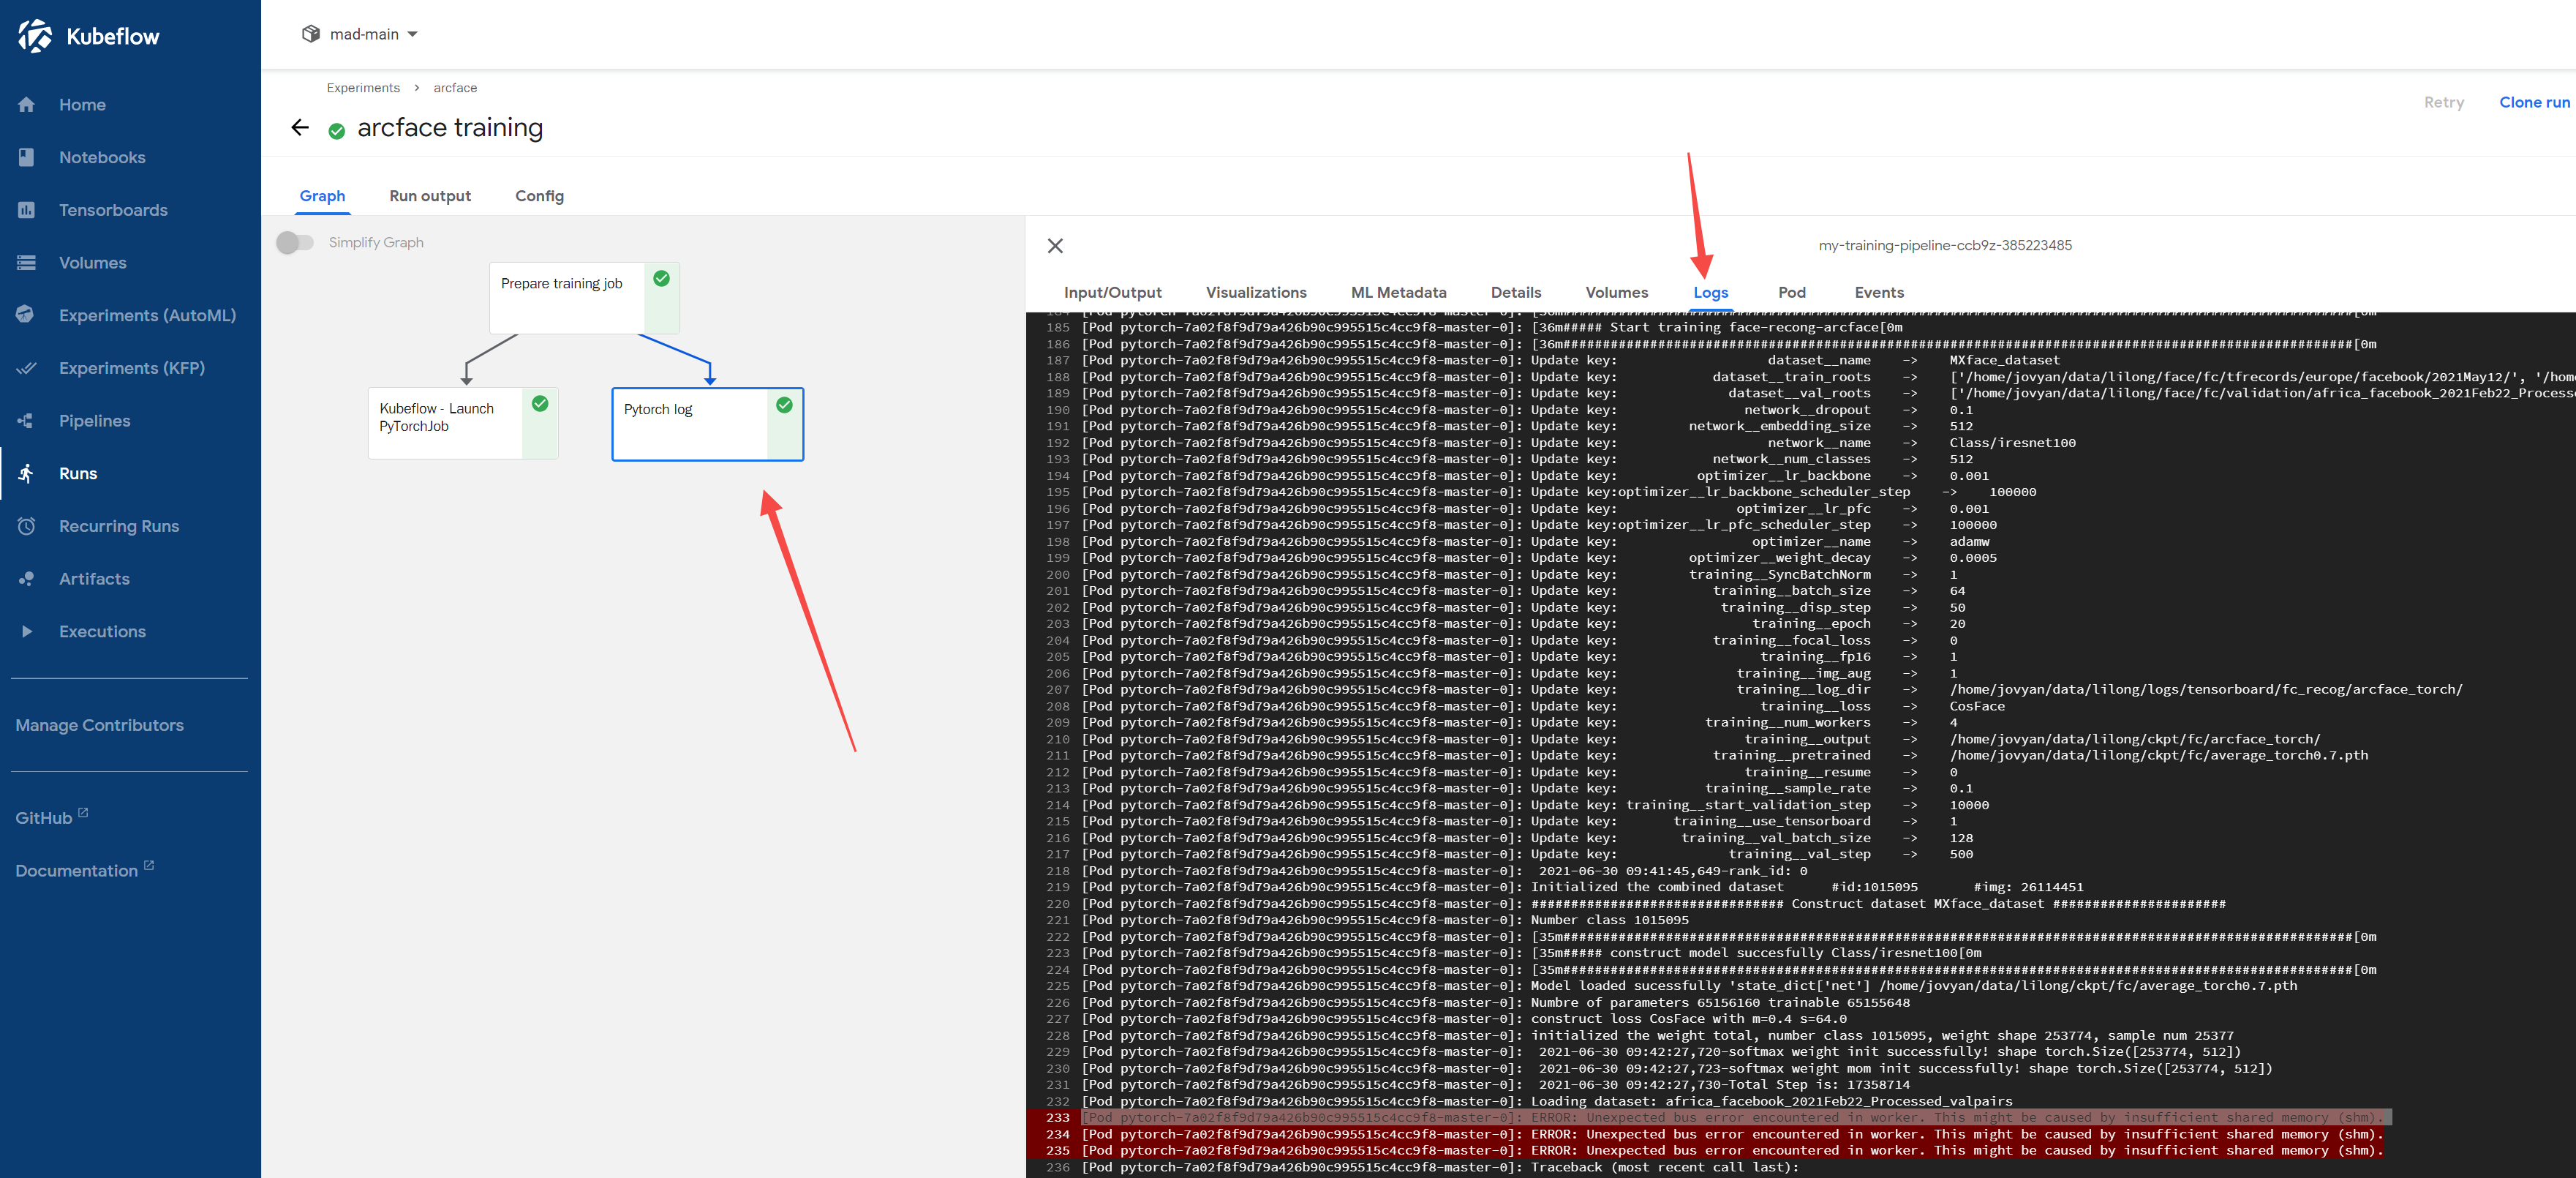 Kubeflow
Home
Notebooks
Tensorboards
Volumes
Experiments (AutoML)
Experiments (KFP)
Pipelines
Runs
Recurring Runs
Artifacts
Executions
Manage Contributors
GitHub
Documentation
mad-main
Experiments > arcface
arcface training
Retry
Clone run
Graph
Run output
Config
Simplify Graph
Prepare training job
Kubeflow - Launch
PyTorchJob
Pytorch log
my-training-pipeline-ccb9z-385223485
Input/Output
Visualizations
ML Metadata
Details
Volumes
Logs
Pod
Events
185 [Pod pytorch-7a02f8f9d79a426b90c995515c4cc9f8-master-0]: [36m##### Start training face-recong-arcface[0m
186 [Pod pytorch-7a02f8f9d79a426b90c995515c4cc9f8-master-0]: [36m####################################################################################################[0m
187 [Pod pytorch-7a02f8f9d79a426b90c995515c4cc9f8-master-0]: Update key: dataset__name -> MXface_dataset
188 [Pod pytorch-7a02f8f9d79a426b90c995515c4cc9f8-master-0]: Update key: dataset__train_roots -> ['/home/jovyan/data/lilong/face/fc/tfrecords/europe/facebook/2021May12/', '/hom
189 [Pod pytorch-7a02f8f9d79a426b90c995515c4cc9f8-master-0]: Update key: dataset__val_roots -> ['/home/jovyan/data/lilong/face/fc/validation/africa_facebook_2021Feb22_Processe
190 [Pod pytorch-7a02f8f9d79a426b90c995515c4cc9f8-master-0]: Update key: network__dropout -> 0.1
191 [Pod pytorch-7a02f8f9d79a426b90c995515c4cc9f8-master-0]: Update key: network__embedding_size -> 512
192 [Pod pytorch-7a02f8f9d79a426b90c995515c4cc9f8-master-0]: Update key: network__name -> Class/iresnet100
193 [Pod pytorch-7a02f8f9d79a426b90c995515c4cc9f8-master-0]: Update key: network__num_classes -> 512
194 [Pod pytorch-7a02f8f9d79a426b90c995515c4cc9f8-master-0]: Update key: optimizer__lr_backbone -> 0.001
195 [Pod pytorch-7a02f8f9d79a426b90c995515c4cc9f8-master-0]: Update key:optimizer__lr_backbone_scheduler_step -> 100000
196 [Pod pytorch-7a02f8f9d79a426b90c995515c4cc9f8-master-0]: Update key: optimizer__lr_pfc -> 0.001
197 [Pod pytorch-7a02f8f9d79a426b90c995515c4cc9f8-master-0]: Update key:optimizer__lr_pfc_scheduler_step -> 100000
198 [Pod pytorch-7a02f8f9d79a426b90c995515c4cc9f8-master-0]: Update key: optimizer__name -> adamw
199 [Pod pytorch-7a02f8f9d79a426b90c995515c4cc9f8-master-0]: Update key: optimizer__weight_decay -> 0.0005
200 [Pod pytorch-7a02f8f9d79a426b90c995515c4cc9f8-master-0]: Update key: training__SyncBatchNorm -> 1
201 [Pod pytorch-7a02f8f9d79a426b90c995515c4cc9f8-master-0]: Update key: training__batch_size -> 64
202 [Pod pytorch-7a02f8f9d79a426b90c995515c4cc9f8-master-0]: Update key: training__disp_step -> 50
203 [Pod pytorch-7a02f8f9d79a426b90c995515c4cc9f8-master-0]: Update key: training__epoch -> 20
204 [Pod pytorch-7a02f8f9d79a426b90c995515c4cc9f8-master-0]: Update key: training__focal_loss -> 0
205 [Pod pytorch-7a02f8f9d79a426b90c995515c4cc9f8-master-0]: Update key: training__fp16 -> 1
206 [Pod pytorch-7a02f8f9d79a426b90c995515c4cc9f8-master-0]: Update key: training__img_aug -> 1
207 [Pod pytorch-7a02f8f9d79a426b90c995515c4cc9f8-master-0]: Update key: training__log_dir -> /home/jovyan/data/lilong/logs/tensorboard/fc_recog/arcface_torch/
208 [Pod pytorch-7a02f8f9d79a426b90c995515c4cc9f8-master-0]: Update key: training__loss -> CosFace
209 [Pod pytorch-7a02f8f9d79a426b90c995515c4cc9f8-master-0]: Update key: training__num_workers -> 4
210 [Pod pytorch-7a02f8f9d79a426b90c995515c4cc9f8-master-0]: Update key: training__output -> /home/jovyan/data/lilong/ckpt/fc/arcface_torch/
211 [Pod pytorch-7a02f8f9d79a426b90c995515c4cc9f8-master-0]: Update key: training__pretrained -> /home/jovyan/data/lilong/ckpt/fc/average_torch0.7.pth
212 [Pod pytorch-7a02f8f9d79a426b90c995515c4cc9f8-master-0]: Update key: training__resume -> 0
213 [Pod pytorch-7a02f8f9d79a426b90c995515c4cc9f8-master-0]: Update key: training__sample_rate -> 0.1
214 [Pod pytorch-7a02f8f9d79a426b90c995515c4cc9f8-master-0]: Update key: training__start_validation_step -> 10000
215 [Pod pytorch-7a02f8f9d79a426b90c995515c4cc9f8-master-0]: Update key: training__use_tensorboard -> 1
216 [Pod pytorch-7a02f8f9d79a426b90c995515c4cc9f8-master-0]: Update key: training__val_batch_size -> 128
217 [Pod pytorch-7a02f8f9d79a426b90c995515c4cc9f8-master-0]: Update key: training__val_step -> 500
218 [Pod pytorch-7a02f8f9d79a426b90c995515c4cc9f8-master-0]: 2021-06-30 09:41:45,649-rank_id: 0
219 [Pod pytorch-7a02f8f9d79a426b90c995515c4cc9f8-master-0]: Initialized the combined dataset #id:1015095 #img: 26114451
220 [Pod pytorch-7a02f8f9d79a426b90c995515c4cc9f8-master-0]: ################################ Construct dataset MXface_dataset ######################
221 [Pod pytorch-7a02f8f9d79a426b90c995515c4cc9f8-master-0]: Number class 1015095
222 [Pod pytorch-7a02f8f9d79a426b90c995515c4cc9f8-master-0]: [35m####################################################################################################[0m
223 [Pod pytorch-7a02f8f9d79a426b90c995515c4cc9f8-master-0]: [35m##### construct model succesfully Class/iresnet100[0m
224 [Pod pytorch-7a02f8f9d79a426b90c995515c4cc9f8-master-0]: [35m####################################################################################################[0m
225 [Pod pytorch-7a02f8f9d79a426b90c995515c4cc9f8-master-0]: Model loaded sucessfully 'state_dict['net'] /home/jovyan/data/lilong/ckpt/fc/average_torch0.7.pth
226 [Pod pytorch-7a02f8f9d79a426b90c995515c4cc9f8-master-0]: Numbre of parameters 65156160 trainable 65155648
227 [Pod pytorch-7a02f8f9d79a426b90c995515c4cc9f8-master-0]: construct loss CosFace with m=0.4 s=64.0
228 [Pod pytorch-7a02f8f9d79a426b90c995515c4cc9f8-master-0]: initialized the weight total, number class 1015095, weight shape 253774, sample num 25377
229 [Pod pytorch-7a02f8f9d79a426b90c995515c4cc9f8-master-0]: 2021-06-30 09:42:27,720-softmax weight init successfully! shape torch.Size([253774, 512])
230 [Pod pytorch-7a02f8f9d79a426b90c995515c4cc9f8-master-0]: 2021-06-30 09:42:27,723-softmax weight mom init successfully! shape torch.Size([253774, 512])
231 [Pod pytorch-7a02f8f9d79a426b90c995515c4cc9f8-master-0]: 2021-06-30 09:42:27,730-Total Step is: 17358714
232 [Pod pytorch-7a02f8f9d79a426b90c995515c4cc9f8-master-0]: Loading dataset: africa_facebook_2021Feb22_Processed_valpairs
233 [Pod pytorch-7a02f8f9d79a426b90c995515c4cc9f8-master-0]: ERROR: Unexpected bus error encountered in worker. This might be caused by insufficient shared memory (shm).
234 [Pod pytorch-7a02f8f9d79a426b90c995515c4cc9f8-master-0]: ERROR: Unexpected bus error encountered in worker. This might be caused by insufficient shared memory (shm).
235 [Pod pytorch-7a02f8f9d79a426b90c995515c4cc9f8-master-0]: ERROR: Unexpected bus error encountered in worker. This might be caused by insufficient shared memory (shm).
236 [Pod pytorch-7a02f8f9d79a426b90c995515c4cc9f8-master-0]: Traceback (most recent call last):